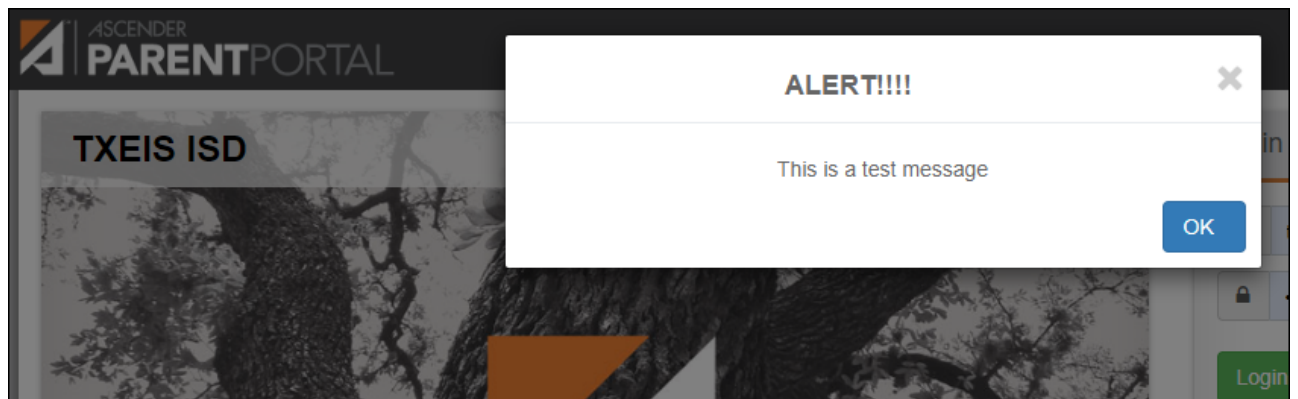 ASCENDER
PARENTPORTAL
ALERT!!!!
TXEIS ISD
This is a test message
OK
Login